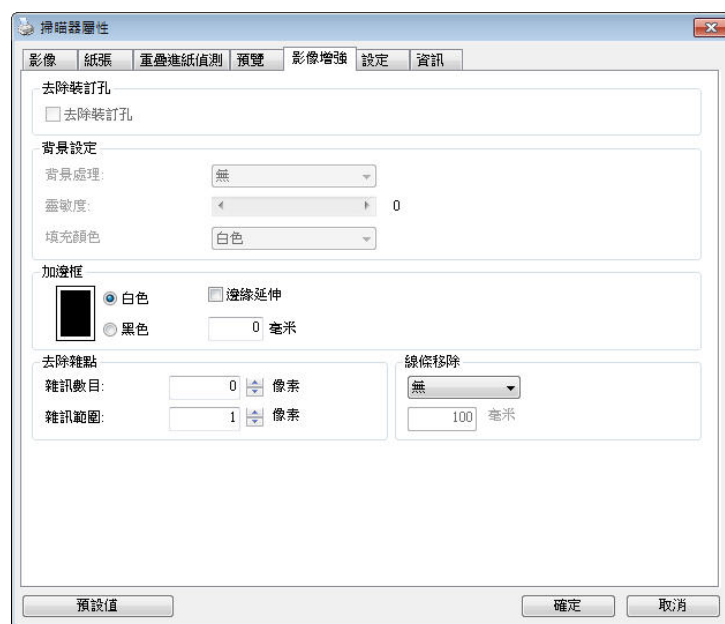 掃瞄器屬性
影像 紙張 重疊進紙偵測 預覽 影像增強 設定 資訊
去除裝訂孔
去除裝訂孔
背景設定
背景處理: 無
靈敏度: 0
填充顏色 白色
加邊框
白色 邊緣延伸
黑色 0 毫米
去除雜點 線條移除
雜訊數目: 0 像素 無
雜訊範圍: 1 像素 100 毫米
預設值 確定 取消